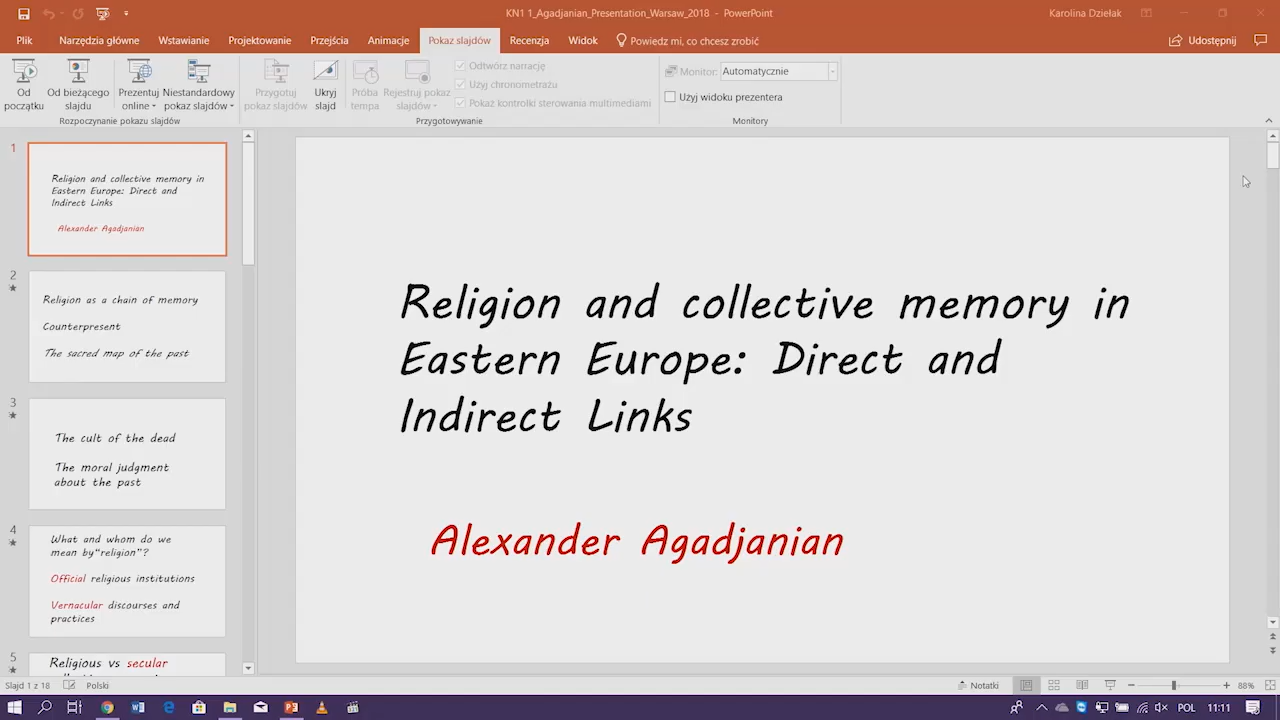 KN1 1_Agadjanian_Presentation_Warsaw_2018 - PowerPoint
Karolina Dziełak
Plik Narzędzia główne Wstawianie Projektowanie Przejścia Animacje Pokaz slajdów Recenzja Widok Powiedz mi, co chcesz zrobić Udostępnij
Od początku
Od bieżącego slajdu
Prezentuj online
Niestandardowy pokaz slajdów
Rozpoczynanie pokazu slajdów
Przygotuj pokaz slajdów
Ukryj slajd
Próba tempa
Rejestruj pokaz slajdów
Odtwórz narrację
Użyj chronometrażu
Pokaż kontrolki sterowania multimediami
Przygotowywanie
Monitor: Automatycznie
Użyj widoku prezentera
Monitory
1
Religion and collective memory in
Eastern Europe: Direct and
Indirect Links
Alexander Agadjanian
2
Religion as a chain of memory
Counterpresent
The sacred map of the past
3
The cult of the dead
The moral judgment
about the past
4
What and whom do we
mean by“religion”?
Official religious institutions
Vernacular discourses and
practices
5
Religious vs secular
Religion and collective memory in
Eastern Europe: Direct and
Indirect Links
Alexander Agadjanian
Slajd 1 z 18 Polski Notatki 88%
POL 11:11